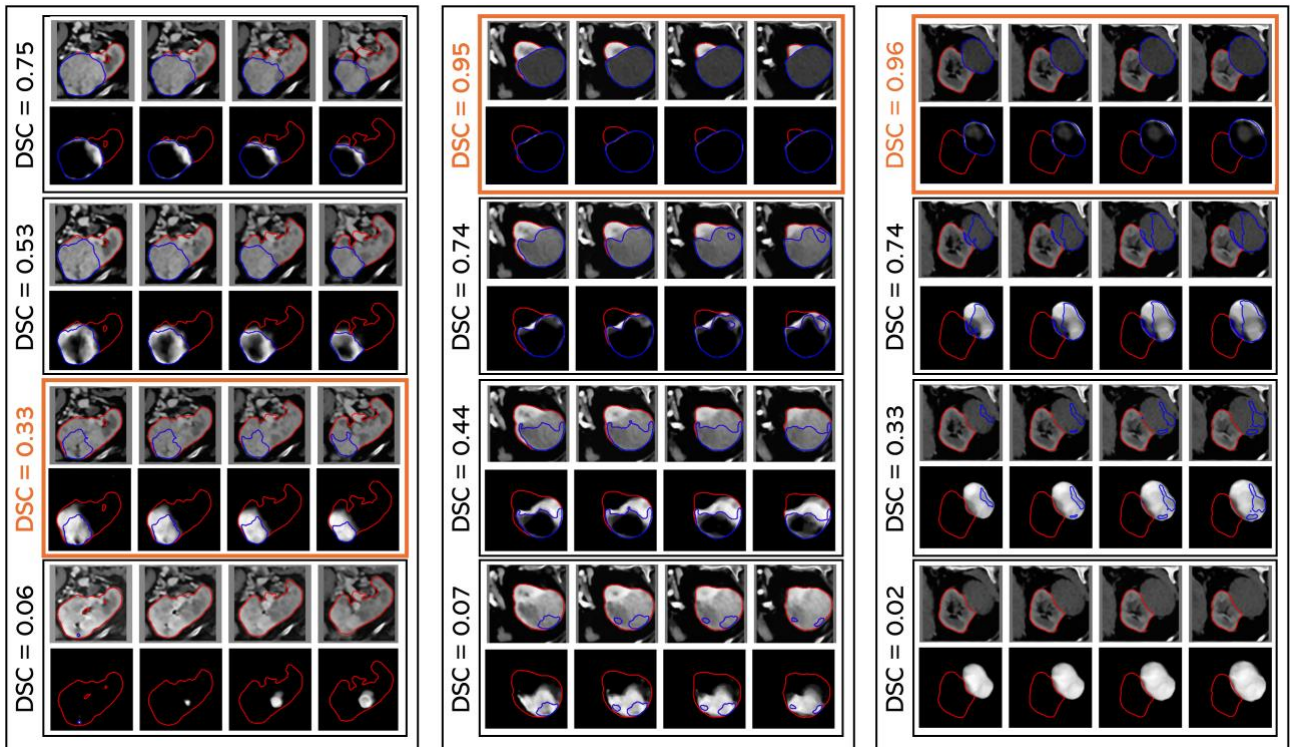 DSC = 0.75
DSC = 0.53
DSC = 0.33
DSC = 0.06
DSC = 0.95
DSC = 0.74
DSC = 0.44
DSC = 0.07
DSC = 0.96
DSC = 0.74
DSC = 0.33
DSC = 0.02